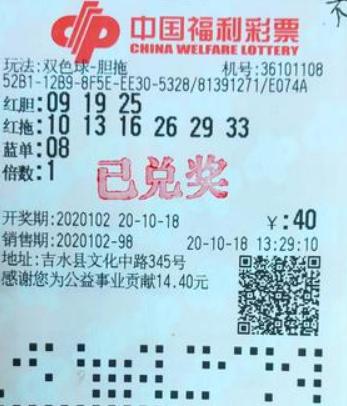 中国福利彩票
CHINA WELFARE LOTTERY
玩法:双色球-胆拖 机号:36101108
52B1-12B9-8F5E-EE30-5328/81391271/E074A
红胆:09 19 25
红拖:10 13 16 26 29 33
蓝单:08
倍数:1
已兑奖
开奖期:2020102 20-10-18 ¥:40
销售期:2020102-98 20-10-18 13:29:10
地址:吉水县文化中路345号
感谢您为公益事业贡献14.40元